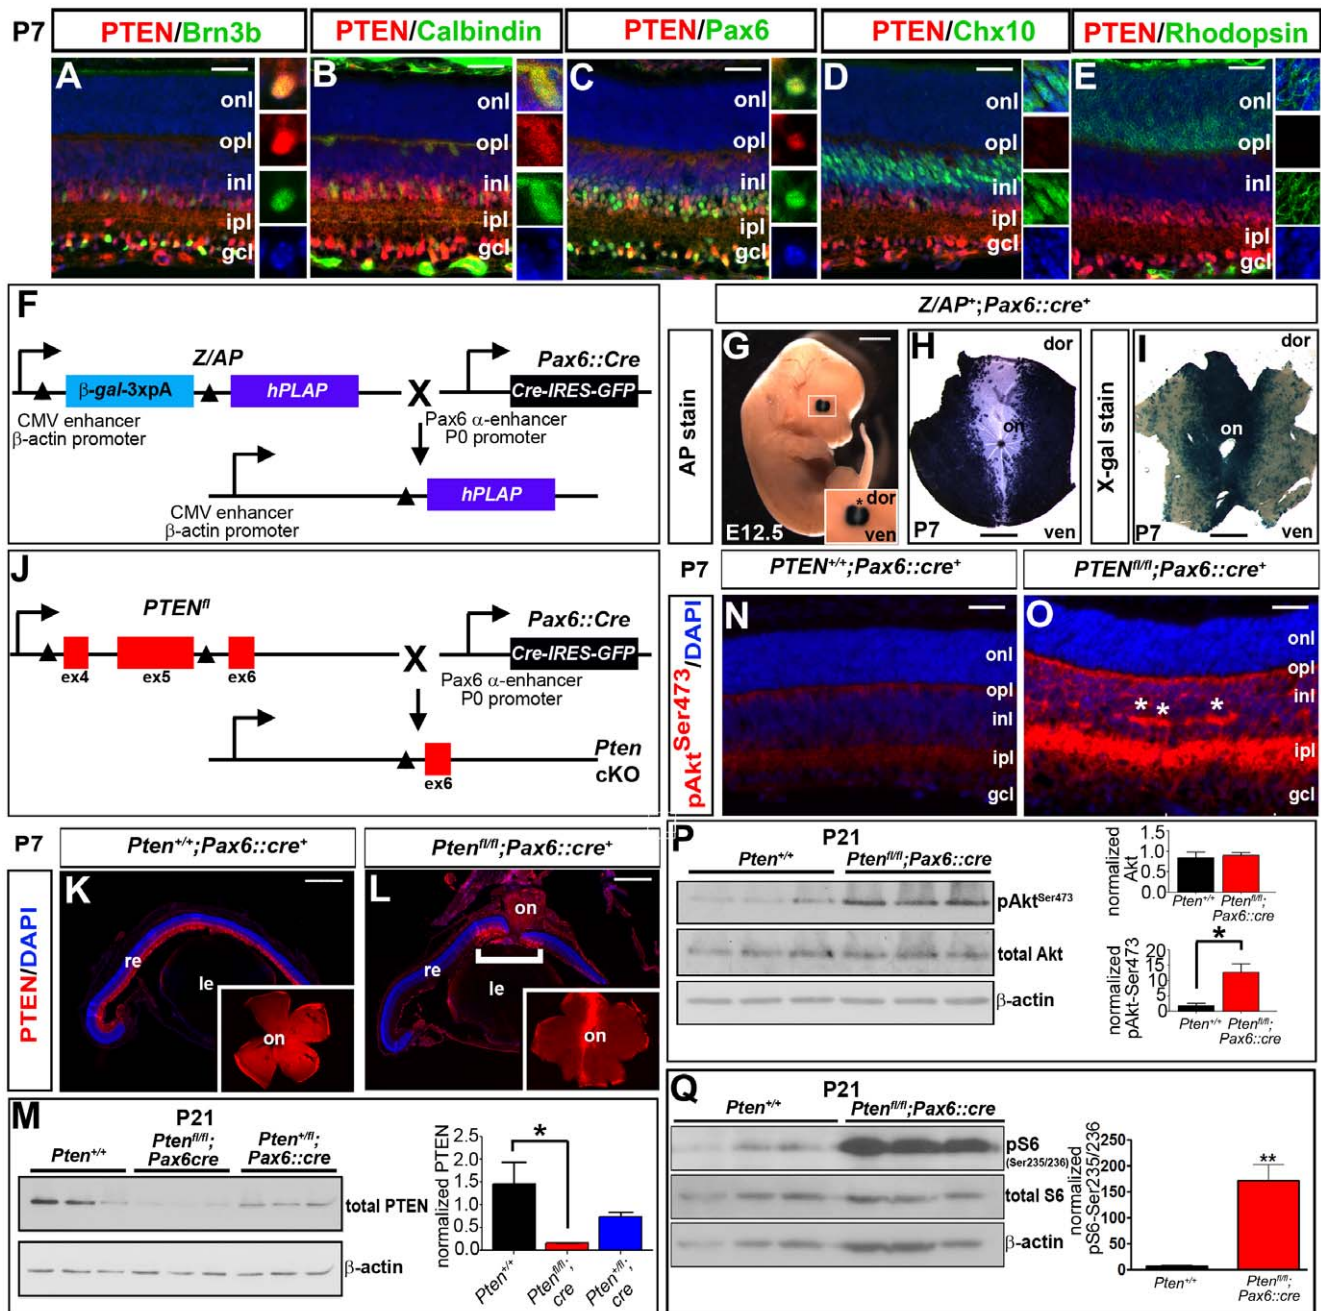 P7 PTEN/Brn3b PTEN/Calbindin PTEN/Pax6 PTEN/Chx10 PTEN/Rhodopsin
A B C D E
onl onl onl onl onl
opl opl opl opl opl
inl inl inl inl inl
ipl ipl ipl ipl ipl
gcl gcl gcl gcl gcl
F
Z/AP
Pax6::Cre
β-gal-3xpA
hPLAP
X
Cre-IRES-GFP
CMV enhancer
β-actin promoter
Pax6 α-enhancer
P0 promoter
hPLAP
CMV enhancer
β-actin promoter
Z/AP+;Pax6::cre+
AP stain
G
E12.5
* dor
ven
H
dor
on
P7
ven
X-gal stain
I
dor
on
P7
ven
J
PTENfl
Pax6::Cre
ex4 ex5 ex6
X
Cre-IRES-GFP
Pax6 α-enhancer
P0 promoter
ex6
Pten
cKO
P7 PTEN+/+;Pax6::cre+ PTENfl/fl;Pax6::cre+
pAktSer473/DAPI
N
onl
opl
inl
ipl
gcl
O
onl
opl
inl
* * *
ipl
gcl
P7 Pten+/+;Pax6::cre+ Ptenfl/fl;Pax6::cre+
PTEN/DAPI
K
re
le
on
L
on
re
le
on
M
P21
Pten+/+
Ptenfl/fl;
Pax6cre
Pten+/fl;
Pax6::cre
total PTEN
β-actin
normalized PTEN
2.5
2.0
1.5
1.0
0.5
0.0
*
Pten+/+
Ptenfl/fl;
cre
Pten+/fl;
cre
P
P21
Pten+/+ Ptenfl/fl;Pax6::cre
pAktSer473
total Akt
β-actin
normalized
Akt
1.5
1.0
0.5
0.0
Pten+/+ Ptenfl/fl;
Pax6::cre
normalized
pAkt-Ser473
20
15
10
5
0
*
Pten+/+ Ptenfl/fl;
Pax6::cre
Q
P21
Pten+/+ Ptenfl/fl;Pax6::cre
pS6
(Ser235/236)
total S6
β-actin
normalized
pS6-Ser235/236
250
200
150
100
50
0
**
Pten+/+ Ptenfl/fl;
Pax6::cre